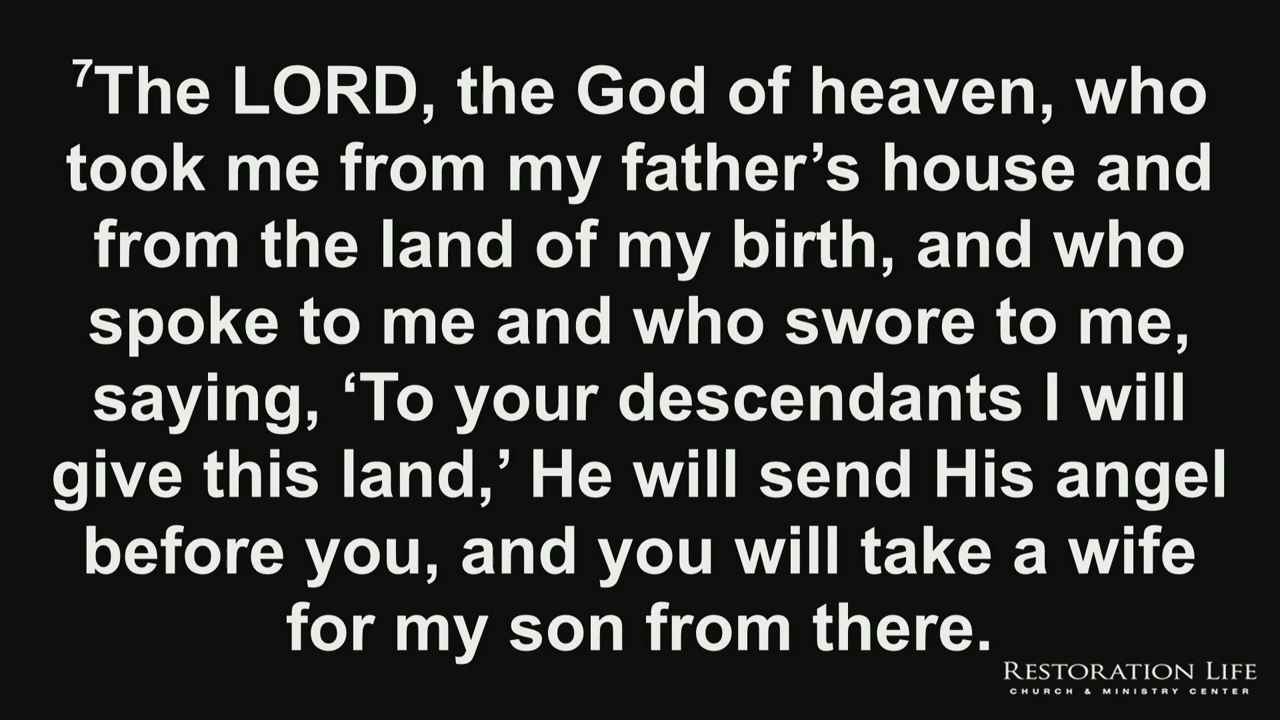 ⁷The LORD, the God of heaven, who
took me from my father’s house and
from the land of my birth, and who
spoke to me and who swore to me,
saying, ‘To your descendants I will
give this land,’ He will send His angel
before you, and you will take a wife
for my son from there.
RESTORATION LIFE
CHURCH & MINISTRY CENTER